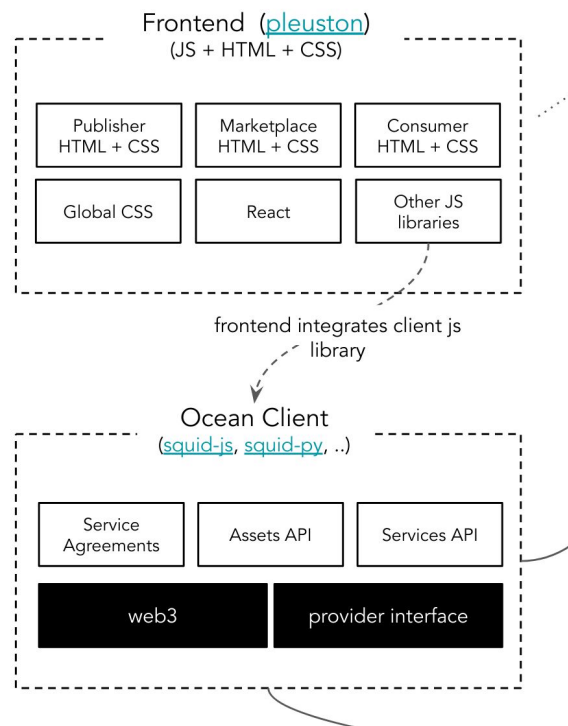 Frontend (pleuston)
(JS + HTML + CSS)
Publisher
HTML + CSS
Marketplace
HTML + CSS
Consumer
HTML + CSS
Global CSS
React
Other JS
libraries
frontend integrates client js
library
Ocean Client
(squid-js, squid-py, ..)
Service
Agreements
Assets API
Services API
web3
provider interface